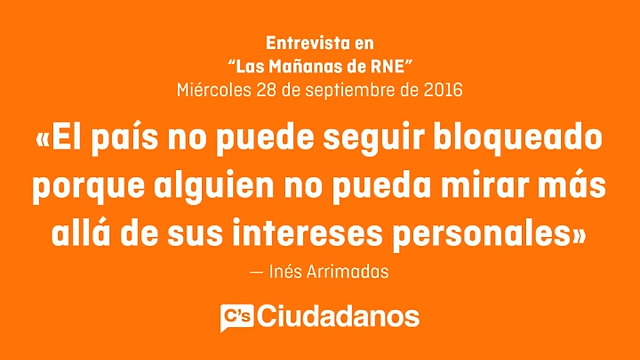 Entrevista en
“Las Mañanas de RNE”
Miércoles 28 de septiembre de 2016
«El país no puede seguir bloqueado
porque alguien no pueda mirar más
allá de sus intereses personales»
— Inés Arrimadas
C's Ciudadanos